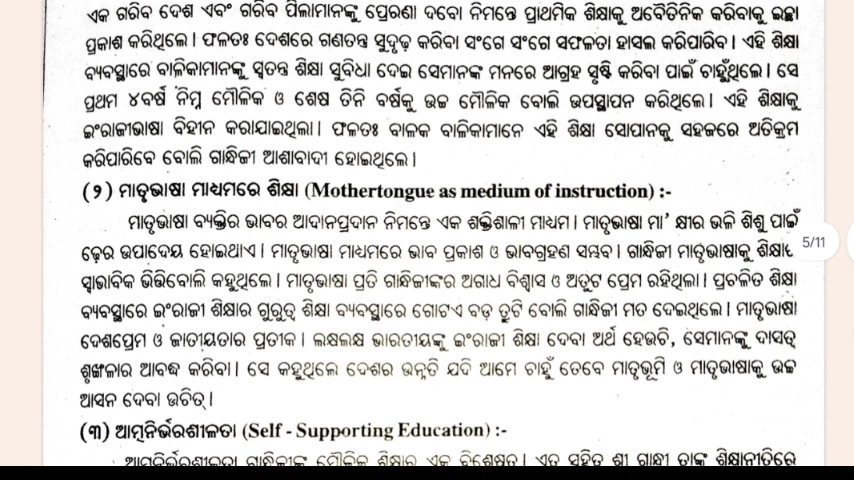 ଏକ ଗରିବ ଦେଶ ଏବଂ ଗରିବ ପିଲାମାନଙ୍କୁ ପ୍ରେରଣା ଦବୋ ନିମନ୍ତେ ପ୍ରାଥମିକ ଶିକ୍ଷାକୁ ଅବୈତନିକ କରିବାକୁ ଇଚ୍ଛା
ପ୍ରକାଶ କରିଥିଲେ। ଫଳତଃ ଦେଶରେ ଗଣତନ୍ତ୍ର ସୁଦୃଢ଼ କରିବା ସଂଗେ ସଂଗେ ସଫଳତା ହାସଲ କରିପାରିବ। ଏହି ଶିକ୍ଷା
ବ୍ୟବସ୍ଥାରେ ବାଳିକାମାନଙ୍କୁ ସ୍ୱତନ୍ତ୍ର ଶିକ୍ଷା ସୁବିଧା ଦେଇ ସେମାନଙ୍କ ମନରେ ଆଗ୍ରହ ସୃଷ୍ଟି କରିବା ପାଇଁ ଚାହୁଁଥିଲେ। ସେ
ପ୍ରଥମ ୪ବର୍ଷ ନିମ୍ନ ମୌଳିକ ଓ ଶେଷ ତିନି ବର୍ଷକୁ ଉଚ୍ଚ ମୌଳିକ ବୋଲି ଉପସ୍ଥାପନ କରିଥିଲେ। ଏହି ଶିକ୍ଷାକୁ
ଇଂରାଜୀଭାଷା ବିହୀନ କରାଯାଇଥିଲା। ଫଳତଃ ବାଳକ ବାଳିକାମାନେ ଏହି ଶିକ୍ଷା ସୋପାନକୁ ସହଜରେ ଅତିକ୍ରମ
କରିପାରିବେ ବୋଲି ଗାନ୍ଧିଜୀ ଆଶାବାଦୀ ହୋଇଥିଲେ।
(୨) ମାତୃଭାଷା ମାଧ୍ୟମରେ ଶିକ୍ଷା (Mothertongue as medium of instruction) :-
ମାତୃଭାଷା ବ୍ୟକ୍ତିର ଭାବର ଆଦାନପ୍ରଦାନ ନିମନ୍ତେ ଏକ ଶକ୍ତିଶାଳୀ ମାଧ୍ୟମ। ମାତୃଭାଷା ମା' କ୍ଷୀର ଭଳି ଶିଶୁ ପାଇଁ
ଢ଼େର ଉପାଦେୟ ହୋଇଥାଏ। ମାତୃଭାଷା ମାଧ୍ୟମରେ ଭାବ ପ୍ରକାଶ ଓ ଭାବଗ୍ରହଣ ସମ୍ଭବ। ଗାନ୍ଧିଜୀ ମାତୃଭାଷାକୁ
ସ୍ୱାଭାବିକ ଭିତ୍ତିବୋଲି କହୁଥିଲେ। ମାତୃଭାଷା ପ୍ରତି ଗାନ୍ଧିଜୀଙ୍କର ଅଗାଧ ବିଶ୍ୱାସ ଓ ଅତୁଟ ପ୍ରେମ ରହିଥିଲା। ପ୍ରଚଳିତ ଶିକ୍ଷା
ବ୍ୟବସ୍ଥାରେ ଇଂରାଜୀ ଶିକ୍ଷାର ଗୁରୁତ୍ୱ ଶିକ୍ଷା ବ୍ୟବସ୍ଥାରେ ଗୋଟଏ ବଡ଼ ତ୍ରୁଟି ବୋଲି ଗାନ୍ଧିଜୀ ମତ ଦେଇଥିଲେ। ମାତୃଭାଷା
ଦେଶପ୍ରେମ ଓ ଜାତୀୟତାର ପ୍ରତୀକ। ଲକ୍ଷଲକ୍ଷ ଭାରତୀୟଙ୍କୁ ଇଂରାଜୀ ଶିକ୍ଷା ଦେବା ଅର୍ଥ ହେଉଚି, ସେମାନଙ୍କୁ ଦାସତ୍ୱ
ଶୃଙ୍ଖଳାର ଆବଦ୍ଧ କରିବା। ସେ କହୁଥିଲେ ଦେଶର ଉନ୍ନତି ଯଦି ଆମେ ଚାହୁଁ ତେବେ ମାତୃଭୂମି ଓ ମାତୃଭାଷାକୁ ଉଚ୍ଚ
ଆସନ ଦେବା ଉଚିତ୍।
(୩) ଆତ୍ମନିର୍ଭରଶୀଳତା (Self - Supporting Education) :-
5/11